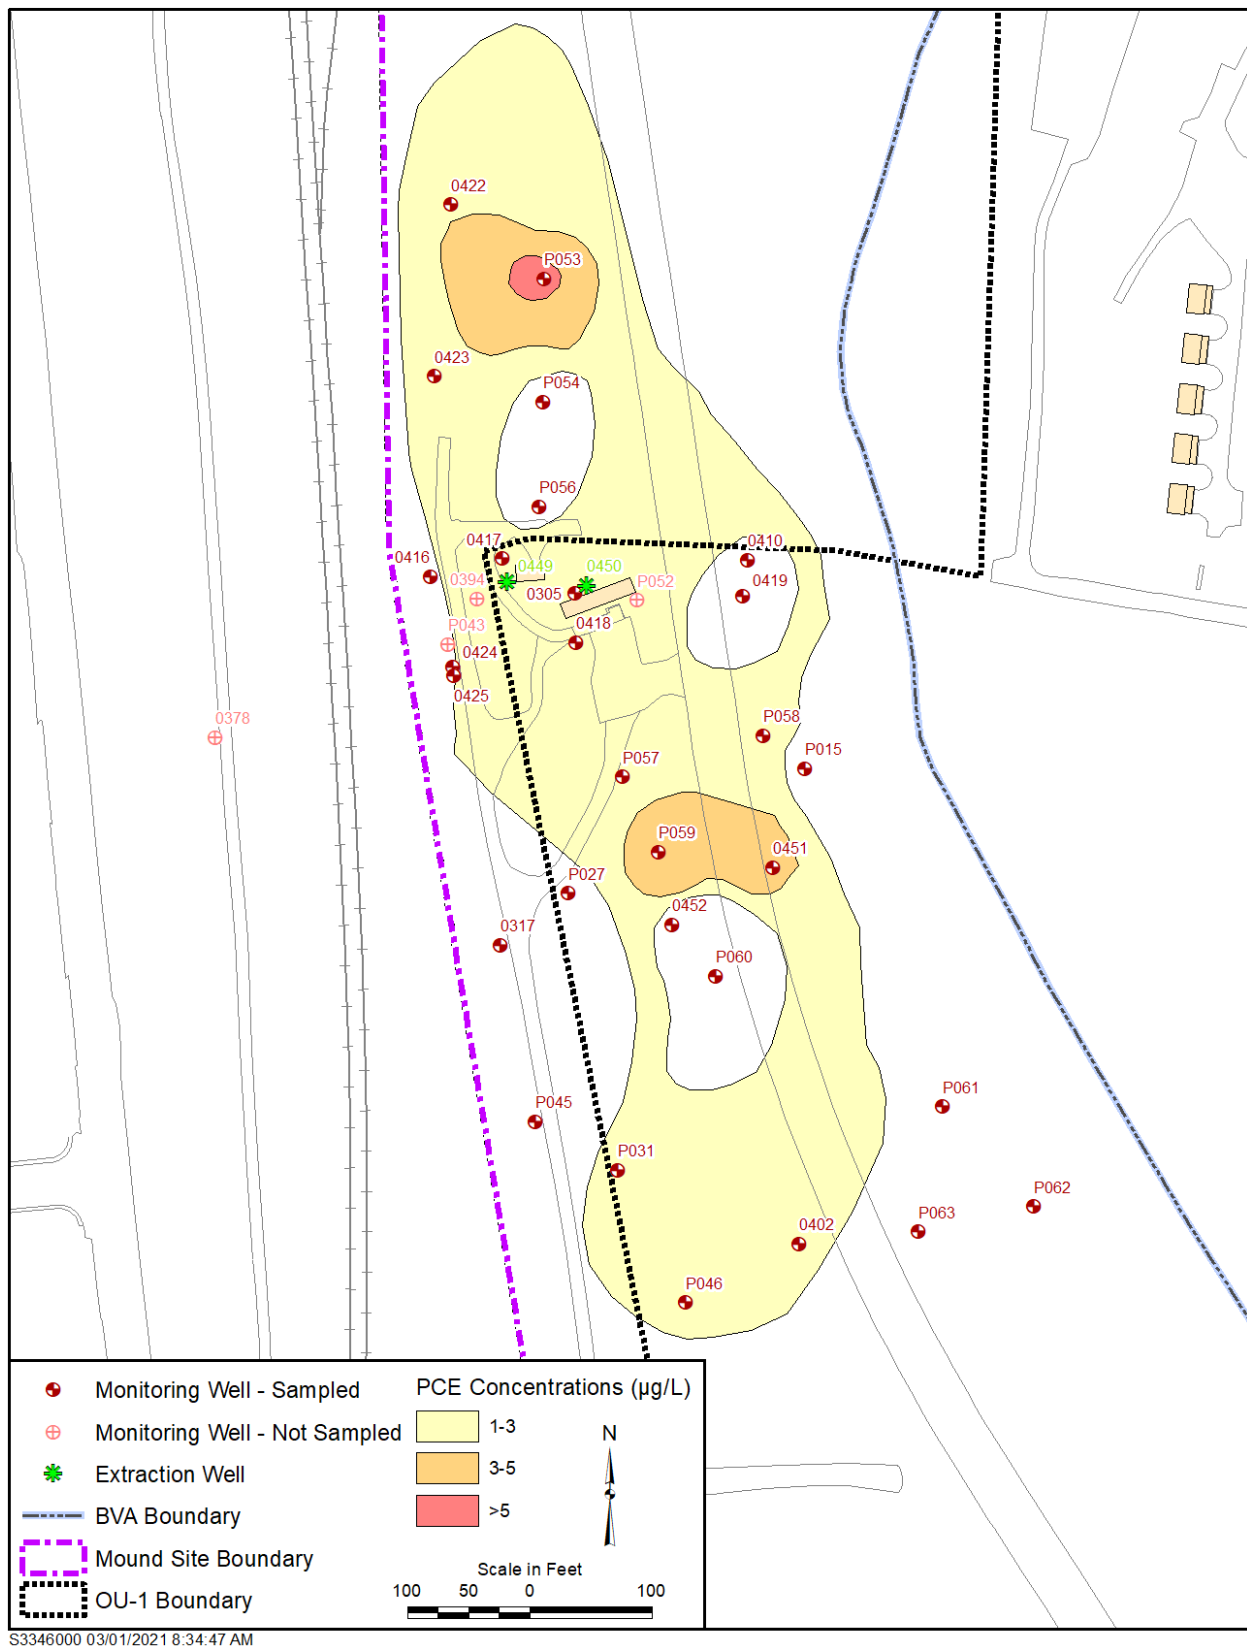 0422
P053
0423
P054
P056
0417
0410
0416
0449
0450
0394
0305
P052
0419
P043
0418
0424
0425
0378
P058
P015
P057
P059
0451
P027
0452
0317
P060
P061
P045
P031
P062
P063
0402
P046
Monitoring Well - Sampled
Monitoring Well - Not Sampled
Extraction Well
BVA Boundary
Mound Site Boundary
OU-1 Boundary
PCE Concentrations (µg/L)
1-3
3-5
>5
N
Scale in Feet
100 50 0 100
S3346000 03/01/2021 8:34:47 AM